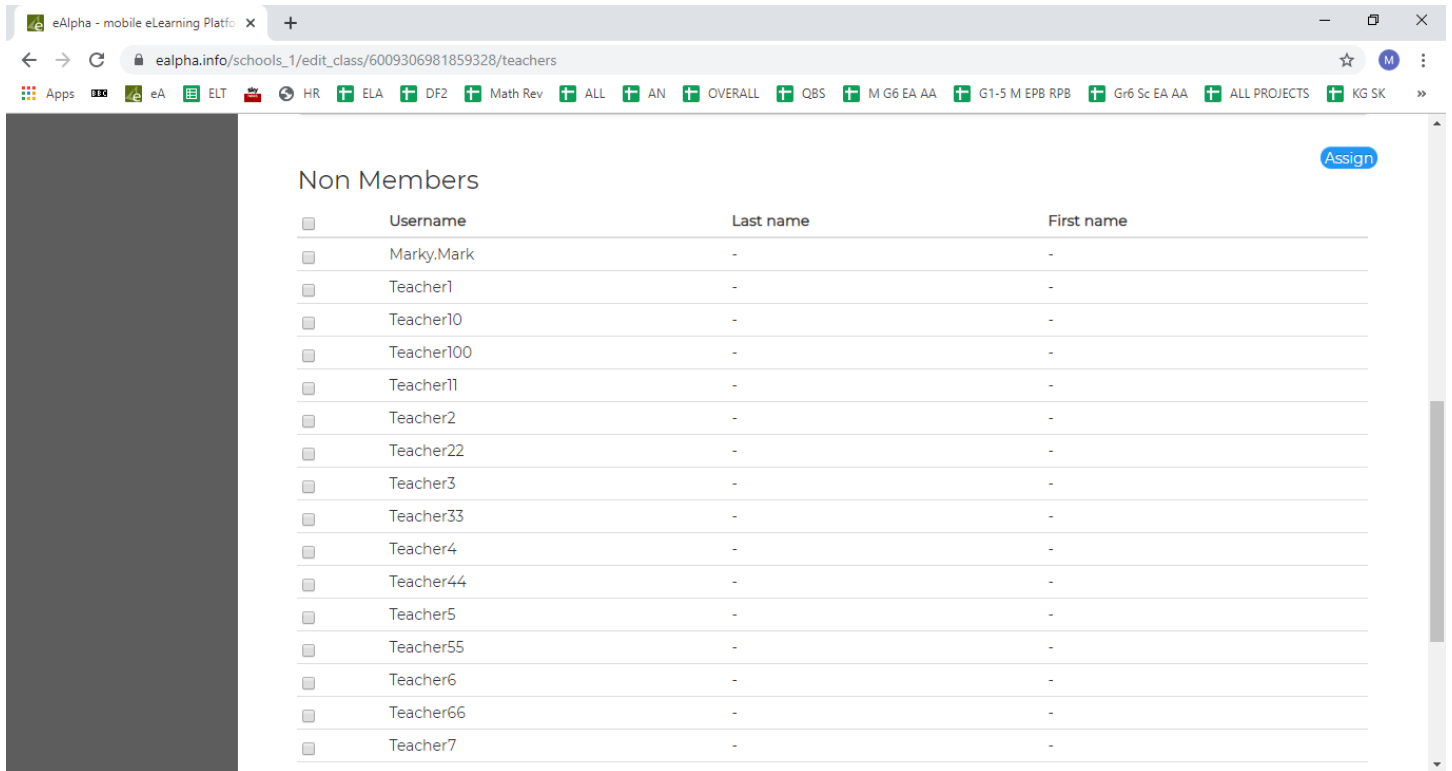 eAlpha - mobile eLearning Platfo
ealpha.info/schools_1/edit_class/6009306981859328/teachers
M
Apps eA ELT HR ELA DF2 Math Rev ALL AN OVERALL QBS M G6 EA AA G1-5 M EPB RPB Gr6 Sc EA AA ALL PROJECTS KG SK »
Assign
Non Members
Username Last name First name
Marky.Mark - -
Teacher1 - -
Teacher10 - -
Teacher100 - -
Teacher11 - -
Teacher2 - -
Teacher22 - -
Teacher3 - -
Teacher33 - -
Teacher4 - -
Teacher44 - -
Teacher5 - -
Teacher55 - -
Teacher6 - -
Teacher66 - -
Teacher7 - -